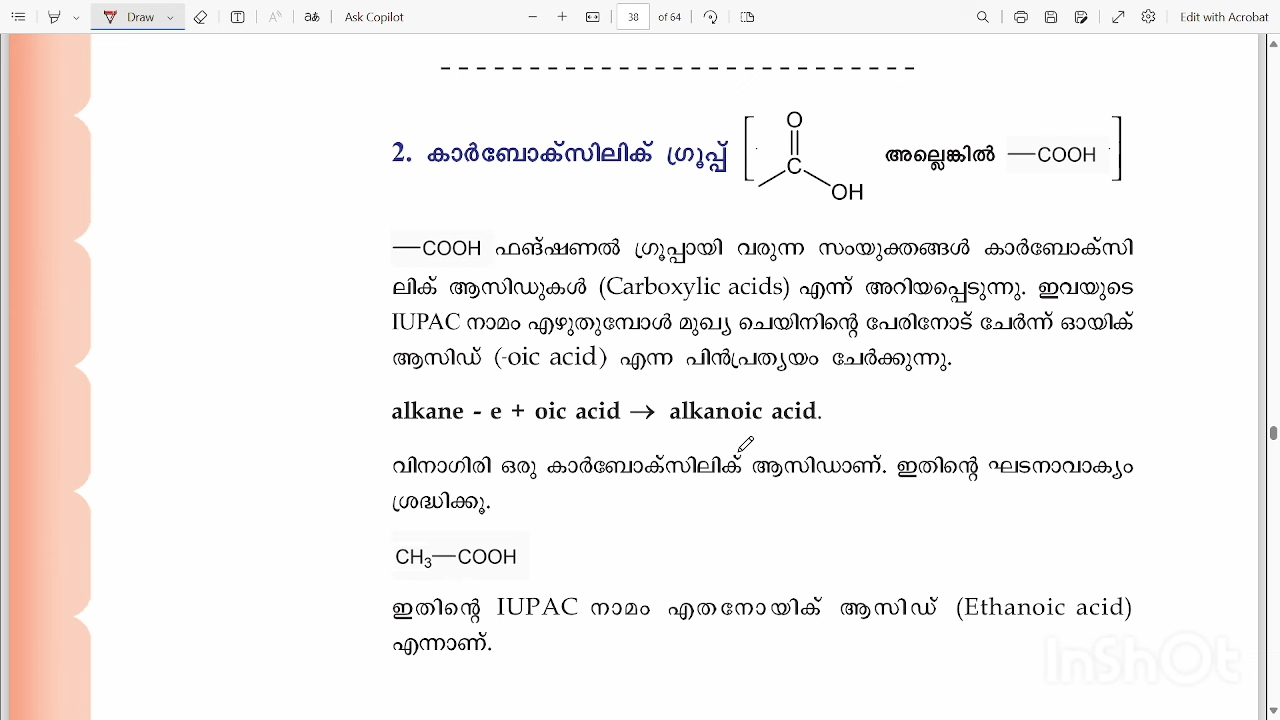 Draw
Ask Copilot
38 of 64
Edit with Acrobat
2. കാർബോക്സിലിക് ഗ്രൂപ്പ് [ O C OH അല്ലെങ്കിൽ —COOH ]
—COOH ഫങ്ഷണൽ ഗ്രൂപ്പായി വരുന്ന സംയുക്തങ്ങൾ കാർബോക്സി
ലിക് ആസിഡുകൾ (Carboxylic acids) എന്ന് അറിയപ്പെടുന്നു. ഇവയുടെ
IUPAC നാമം എഴുതുമ്പോൾ മുഖ്യ ചെയിനിന്റെ പേരിനോട് ചേർന്ന് ഓയിക്
ആസിഡ് (-oic acid) എന്ന പിൻപ്രത്യയം ചേർക്കുന്നു.
alkane - e + oic acid → alkanoic acid.
വിനാഗിരി ഒരു കാർബോക്സിലിക് ആസിഡാണ്. ഇതിന്റെ ഘടനാവാക്യം
ശ്രദ്ധിക്കൂ.
CH₃—COOH
ഇതിന്റെ IUPAC നാമം എതനോയിക് ആസിഡ് (Ethanoic acid)
എന്നാണ്.
InShOt